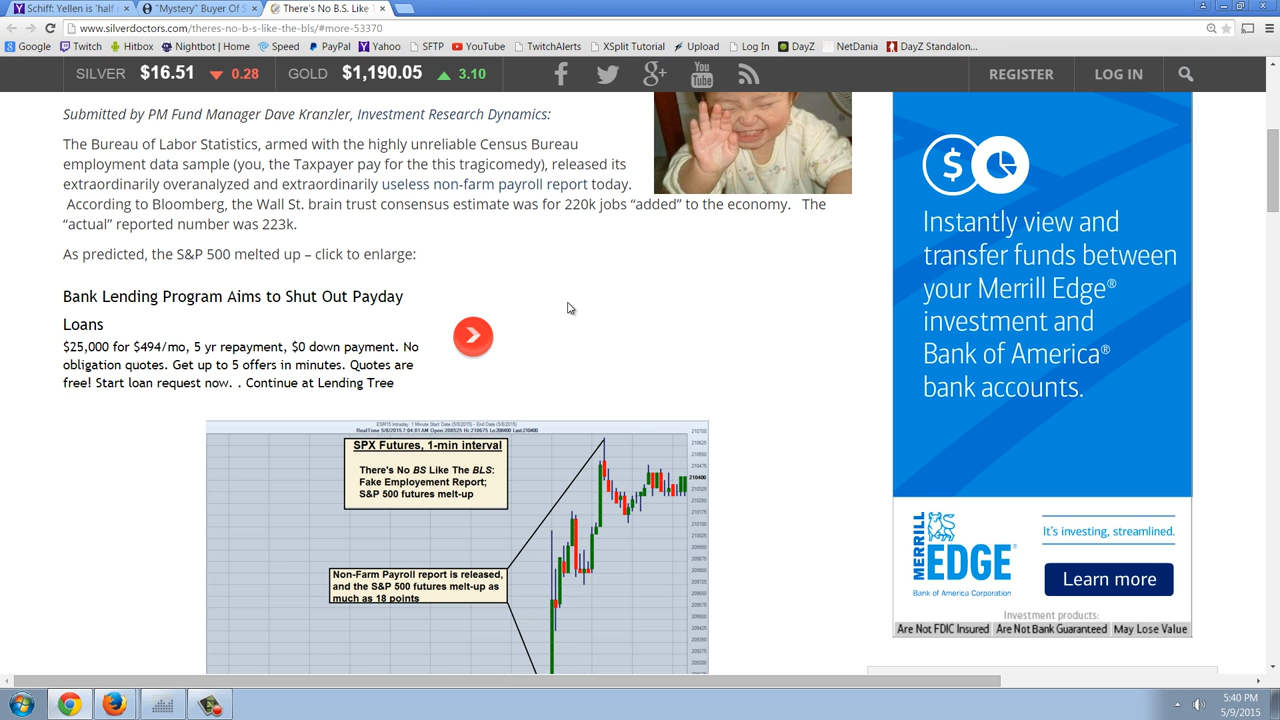 Schiff: Yellen is 'half
"Mystery" Buyer Of S
There's No B.S. Like T
www.silverdoctors.com/theres-no-b-s-like-the-bls/#more-53370
Google Twitch Hitbox Nightbot | Home Speed PayPal Yahoo SFTP YouTube TwitchAlerts XSplit Tutorial Upload Log In DayZ NetDania DayZ Standalon...
SILVER $16.51 0.28 GOLD $1,190.05 3.10 REGISTER LOG IN
Submitted by PM Fund Manager Dave Kranzler, Investment Research Dynamics:
The Bureau of Labor Statistics, armed with the highly unreliable Census Bureau
employment data sample (you, the Taxpayer pay for the this tragicomedy), released its
extraordinarily overanalyzed and extraordinarily useless non-farm payroll report today.
According to Bloomberg, the Wall St. brain trust consensus estimate was for 220k jobs “added” to the economy. The
“actual” reported number was 223k.
As predicted, the S&P 500 melted up – click to enlarge:
Bank Lending Program Aims to Shut Out Payday
Loans
$25,000 for $494/mo, 5 yr repayment, $0 down payment. No
obligation quotes. Get up to 5 offers in minutes. Quotes are
free! Start loan request now. . Continue at Lending Tree
SPX Futures, 1-min interval
There's No BS Like The BLS:
Fake Employement Report;
S&P 500 futures melt-up
Non-Farm Payroll report is released,
and the S&P 500 futures melt-up as
much as 18 points
210400
Instantly view and
transfer funds between
your Merrill Edge®
investment and
Bank of America®
bank accounts.
MERRILL
EDGE®
Bank of America Corporation
It's investing, streamlined.
Learn more
Investment products:
Are Not FDIC Insured Are Not Bank Guaranteed May Lose Value
5:40 PM
5/9/2015